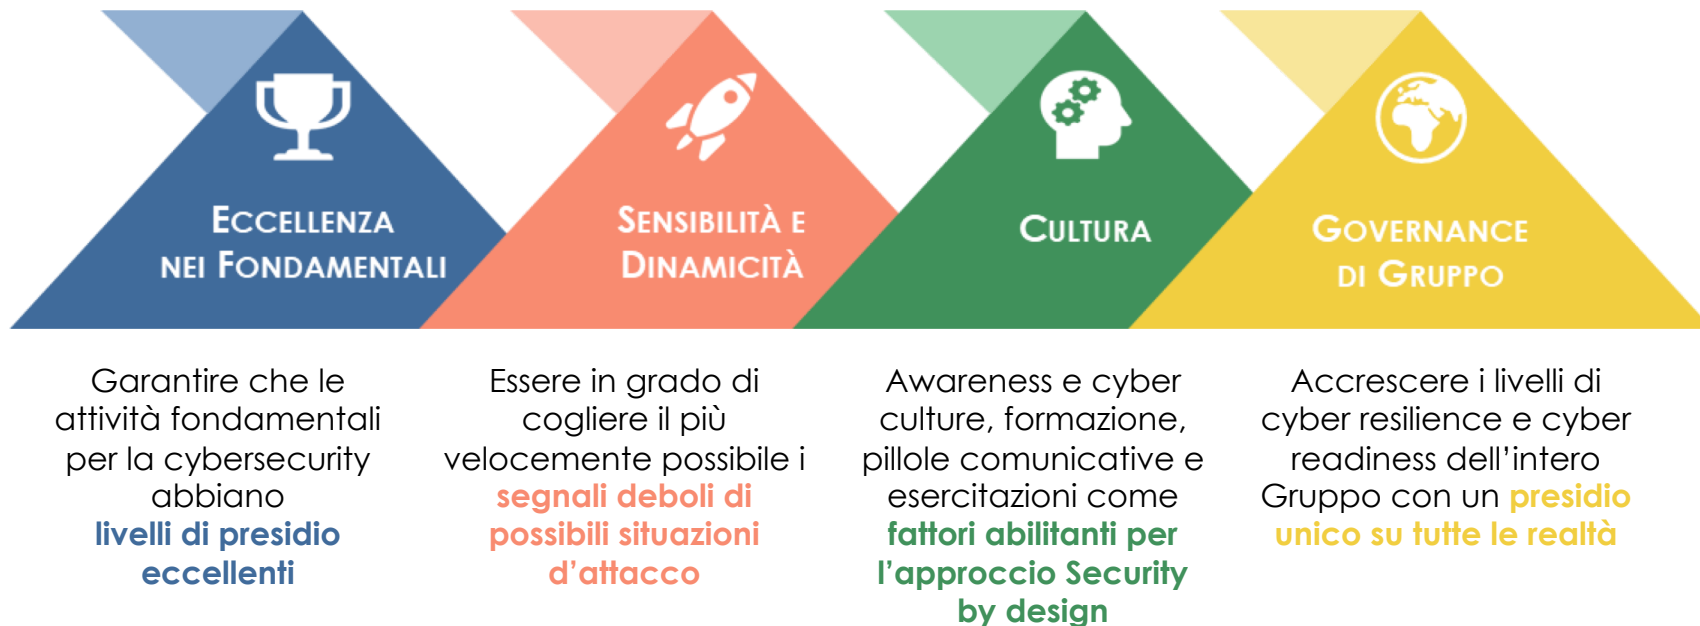 Eccellenza
nei Fondamentali
Garantire che le
attività fondamentali
per la cybersecurity
abbiano
livelli di presidio
eccellenti
Sensibilità e
Dinamicità
Essere in grado di
cogliere il più
velocemente possibile i
segnali deboli di
possibili situazioni
d’attacco
Cultura
Awareness e cyber
culture, formazione,
pillole comunicative e
esercitazioni come
fattori abilitanti per
l’approccio Security
by design
Governance
di Gruppo
Accrescere i livelli di
cyber resilience e cyber
readiness dell’intero
Gruppo con un presidio
unico su tutte le realtà